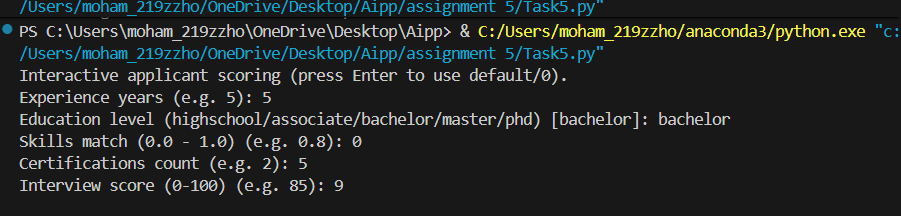 /Users/moham_219zzho/OneDrive/Desktop/Aipp/assignment 5/Task5.py"
PS C:\Users\moham_219zzho\OneDrive\Desktop\Aipp> & C:/Users/moham_219zzho/anaconda3/python.exe "c:
/Users/moham_219zzho/OneDrive/Desktop/Aipp/assignment 5/Task5.py"
Interactive applicant scoring (press Enter to use default/0).
Experience years (e.g. 5): 5
Education level (highschool/associate/bachelor/master/phd) [bachelor]: bachelor
Skills match (0.0 - 1.0) (e.g. 0.8): 0
Certifications count (e.g. 2): 5
Interview score (0-100) (e.g. 85): 9